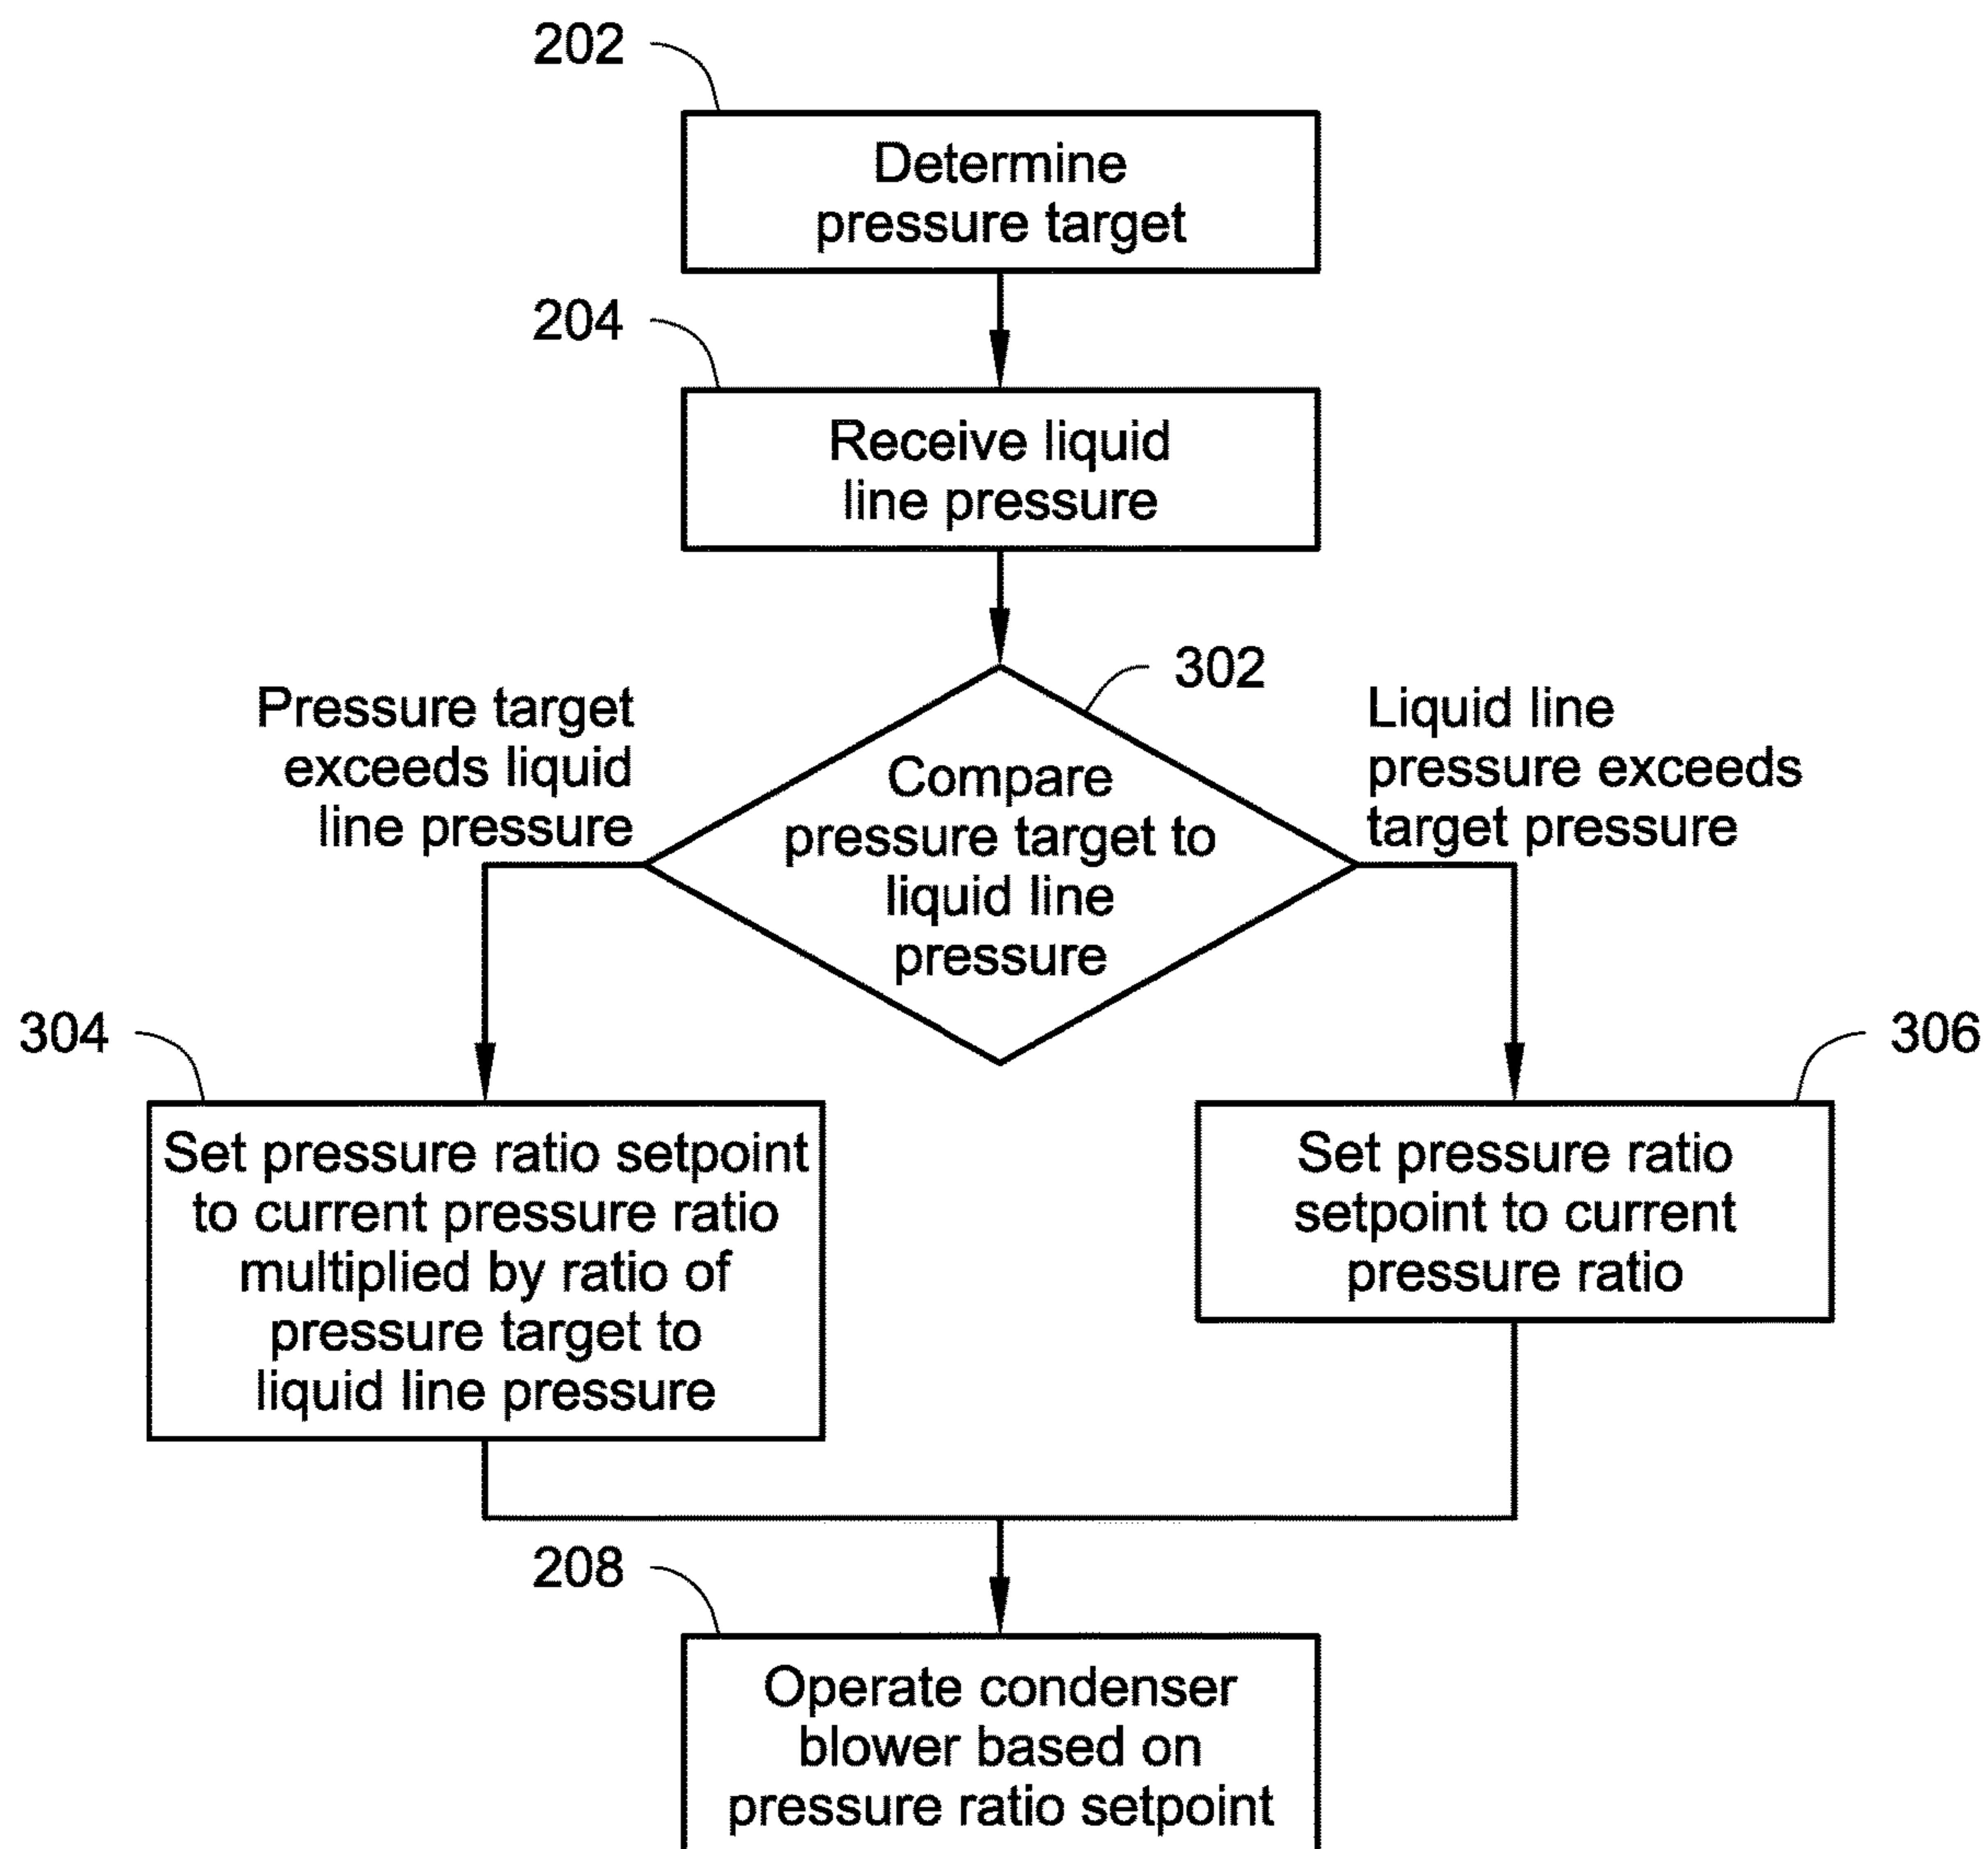 202
Determine
pressure target
204
Receive liquid
line pressure
302
Pressure target
exceeds liquid
line pressure
Compare
pressure target to
liquid line
pressure
Liquid line
pressure exceeds
target pressure
304
Set pressure ratio setpoint
to current pressure ratio
multiplied by ratio of
pressure target to
liquid line pressure
306
Set pressure ratio
setpoint to current
pressure ratio
208
Operate condenser
blower based on
pressure ratio setpoint